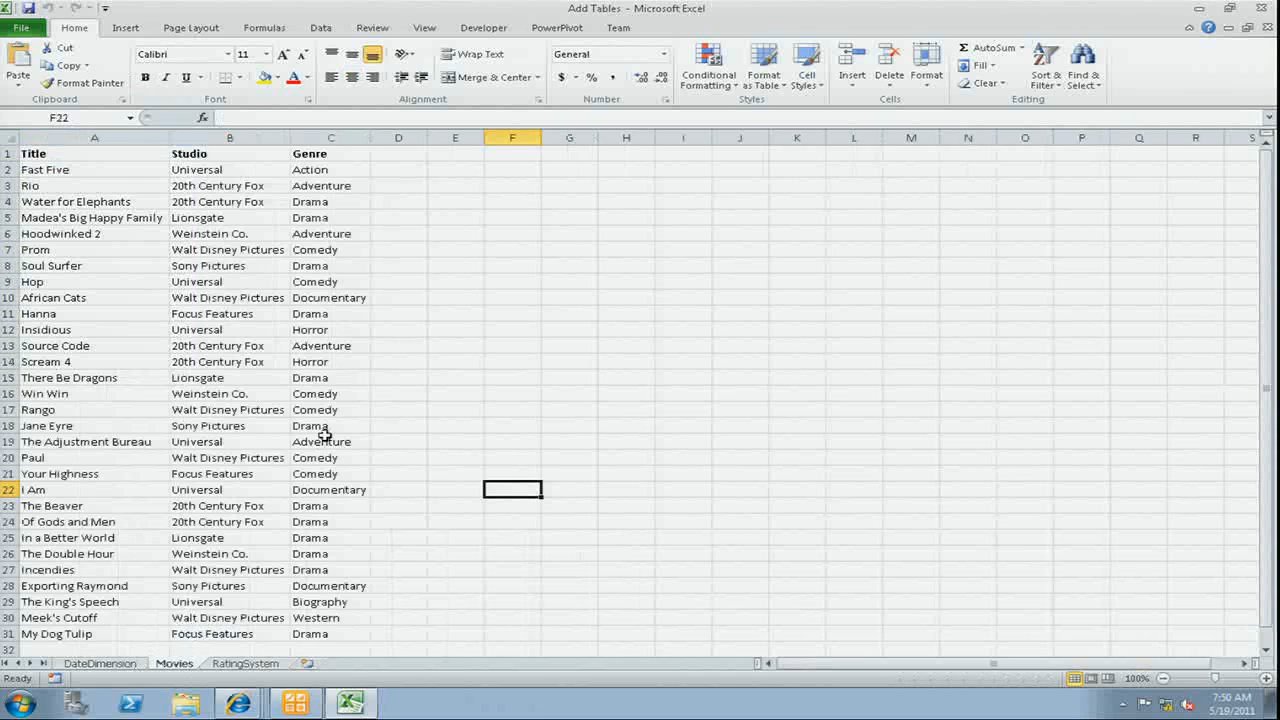 Add Tables - Microsoft Excel
File Home Insert Page Layout Formulas Data Review View Developer PowerPivot Team
Paste
Cut
Copy
Format Painter
Calibri 11
B I U
Wrap Text
Merge & Center
General
$ % ,
Conditional Formatting
Format as Table
Cell Styles
Insert
Delete
Format
AutoSum
Fill
Clear
Sort & Filter
Find & Select
Clipboard Font Alignment Number Styles Cells Editing
F22 fx
A B C D E F G H I J K L M N O P Q R S
1 Title Studio Genre
2 Fast Five Universal Action
3 Rio 20th Century Fox Adventure
4 Water for Elephants 20th Century Fox Drama
5 Madea's Big Happy Family Lionsgate Drama
6 Hoodwinked 2 Weinstein Co. Adventure
7 Prom Walt Disney Pictures Comedy
8 Soul Surfer Sony Pictures Drama
9 Hop Universal Comedy
10 African Cats Walt Disney Pictures Documentary
11 Hanna Focus Features Drama
12 Insidious Universal Horror
13 Source Code 20th Century Fox Adventure
14 Scream 4 20th Century Fox Horror
15 There Be Dragons Lionsgate Drama
16 Win Win Weinstein Co. Comedy
17 Rango Walt Disney Pictures Comedy
18 Jane Eyre Sony Pictures Drama
19 The Adjustment Bureau Universal Adventure
20 Paul Walt Disney Pictures Comedy
21 Your Highness Focus Features Comedy
22 I Am Universal Documentary
23 The Beaver 20th Century Fox Drama
24 Of Gods and Men 20th Century Fox Drama
25 In a Better World Lionsgate Drama
26 The Double Hour Weinstein Co. Drama
27 Incendies Walt Disney Pictures Drama
28 Exporting Raymond Sony Pictures Documentary
29 The King's Speech Universal Biography
30 Meek's Cutoff Walt Disney Pictures Western
31 My Dog Tulip Focus Features Drama
32
DateDimension Movies RatingSystem
Ready 100%
7:50 AM
5/19/2011